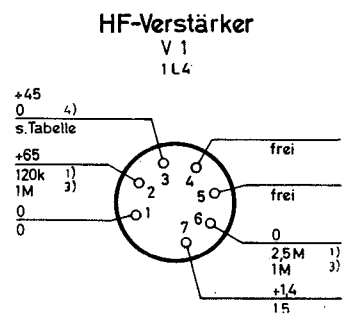 HF-Verstärker
V 1
1L4
+45
0 4)
s.Tabelle
+65
120k 1)
1M 3)
0
0
frei
frei
0
2,5M 1)
1M 3)
+1,4
15
1
2
3
4
5
6
7